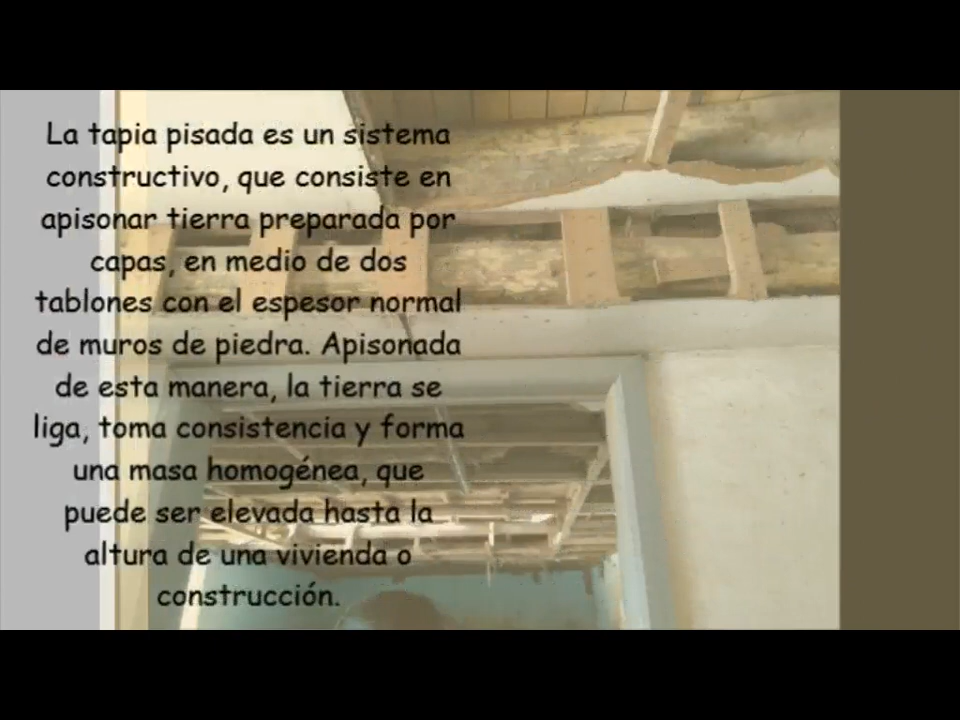 La tapia pisada es un sistema
constructivo, que consiste en
apisonar tierra preparada por
capas, en medio de dos
tablones con el espesor normal
de muros de piedra. Apisonada
de esta manera, la tierra se
liga, toma consistencia y forma
una masa homogénea, que
puede ser elevada hasta la
altura de una vivienda o
construcción.